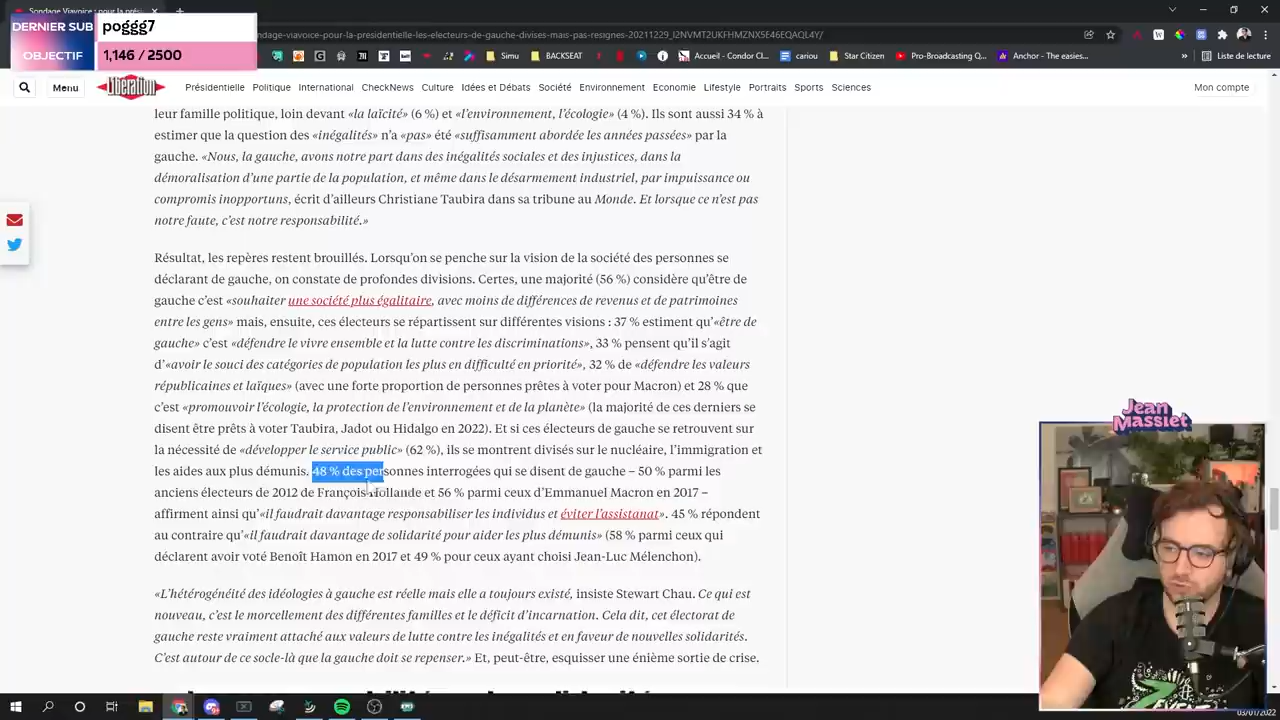 Sondage Viavoice : pour la prési
DERNIER SUB
poggg7
OBJECTIF
1,146 / 2500
ndage-viavoice-pour-la-presidentielle-les-electeurs-de-gauche-divises-mais-pas-resignes-20211229_I2NVMT2UKFHMZNX5E46EQAQL4Y/
Simu
BACKSEAT
Accueil - Condor Cl...
cariou
Star Citizen
Pro-Broadcasting Q...
Anchor - The easies...
Liste de lecture
Menu
Libération
Présidentielle
Politique
International
CheckNews
Culture
Idées et Débats
Société
Environnement
Economie
Lifestyle
Portraits
Sports
Sciences
Mon compte
leur famille politique, loin devant «la laïcité» (6 %) et «l'environnement, l'écologie» (4 %). Ils sont aussi 34 % à
estimer que la question des «inégalités» n'a «pas» été «suffisamment abordée les années passées» par la
gauche. «Nous, la gauche, avons notre part dans des inégalités sociales et des injustices, dans la
démoralisation d'une partie de la population, et même dans le désarmement industriel, par impuissance ou
compromis inopportuns, écrit d'ailleurs Christiane Taubira dans sa tribune au Monde. Et lorsque ce n'est pas
notre faute, c'est notre responsabilité.»
Résultat, les repères restent brouillés. Lorsqu'on se penche sur la vision de la société des personnes se
déclarant de gauche, on constate de profondes divisions. Certes, une majorité (56 %) considère qu'être de
gauche c'est «souhaiter une société plus égalitaire, avec moins de différences de revenus et de patrimoines
entre les gens» mais, ensuite, ces électeurs se répartissent sur différentes visions : 37 % estiment qu'«être de
gauche» c'est «défendre le vivre ensemble et la lutte contre les discriminations», 33 % pensent qu'il s'agit
d'«avoir le souci des catégories de population les plus en difficulté en priorité», 32 % de «défendre les valeurs
républicaines et laïques» (avec une forte proportion de personnes prêtes à voter pour Macron) et 28 % que
c'est «promouvoir l'écologie, la protection de l'environnement et de la planète» (la majorité de ces derniers se
disent être prêts à voter Taubira, Jadot ou Hidalgo en 2022). Et si ces électeurs de gauche se retrouvent sur
la nécessité de «développer le service public» (62 %), ils se montrent divisés sur le nucléaire, l'immigration et
les aides aux plus démunis. 48 % des personnes interrogées qui se disent de gauche – 50 % parmi les
anciens électeurs de 2012 de François Hollande et 56 % parmi ceux d'Emmanuel Macron en 2017 –
affirment ainsi qu'«il faudrait davantage responsabiliser les individus et éviter l'assistanat». 45 % répondent
au contraire qu'«il faudrait davantage de solidarité pour aider les plus démunis» (58 % parmi ceux qui
déclarent avoir voté Benoît Hamon en 2017 et 49 % pour ceux ayant choisi Jean-Luc Mélenchon).
«L'hétérogénéité des idéologies à gauche est réelle mais elle a toujours existé, insiste Stewart Chau. Ce qui est
nouveau, c'est le morcellement des différentes familles et le déficit d'incarnation. Cela dit, cet électorat de
gauche reste vraiment attaché aux valeurs de lutte contre les inégalités et en faveur de nouvelles solidarités.
C'est autour de ce socle-là que la gauche doit se repenser.» Et, peut-être, esquisser une énième sortie de crise.
Jean
Massiet
03/01/2022